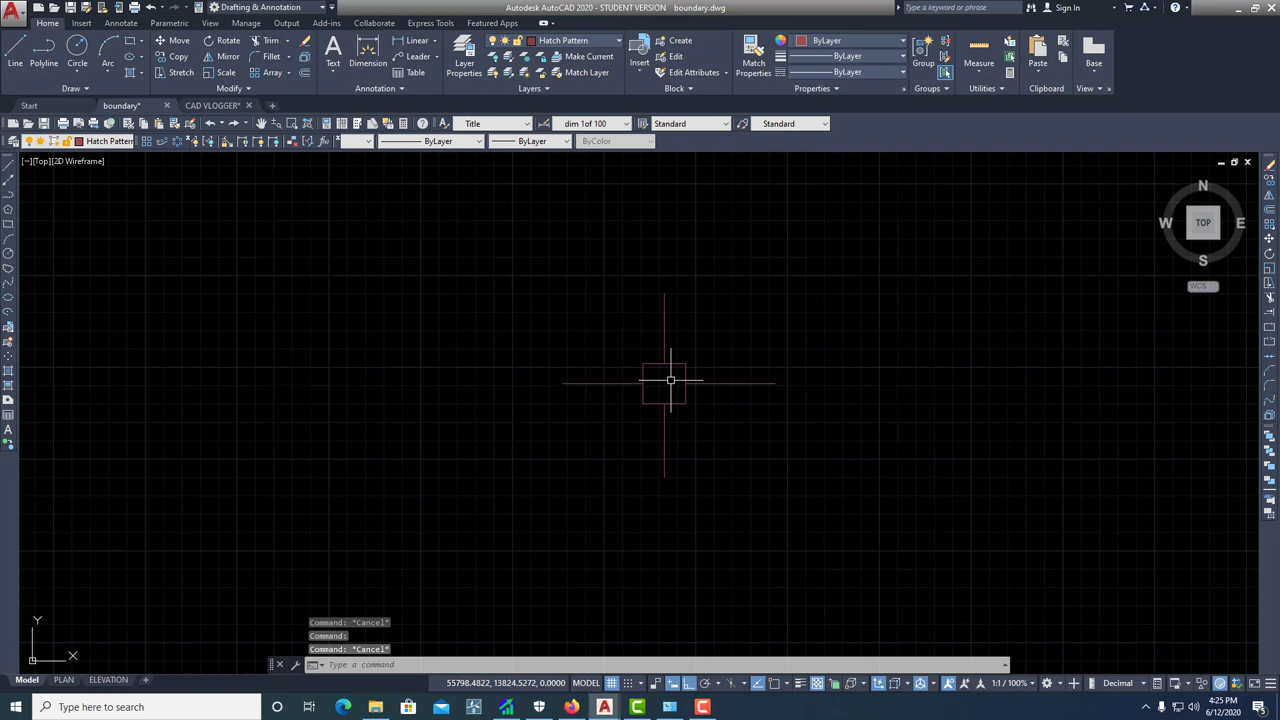 Drafting & Annotation
Autodesk AutoCAD 2020 - STUDENT VERSION boundary.dwg
Type a keyword or phrase
Sign In
Home Insert Annotate Parametric View Manage Output Add-ins Collaborate Express Tools Featured Apps
Line Polyline Circle Arc
Move Rotate Trim
Copy Mirror Fillet
Stretch Scale Array
Text Dimension
Linear
Leader
Table
Layer Properties
Hatch Pattern
Make Current
Match Layer
Insert
Create
Edit
Edit Attributes
Match Properties
ByLayer
ByLayer
ByLayer
Group Measure Paste Base
Draw Modify Annotation Layers Block Properties Groups Utilities Clipboard View
Start boundary* CAD VLOGGER*
Title dim 1of 100 Standard Standard
Hatch Pattern ByLayer ByLayer ByColor
[−][Top][2D Wireframe]
N
W TOP E
S
WCS
Y
X
Command: *Cancel*
Command:
Command: *Cancel*
Type a command
Model PLAN ELEVATION
55798.4822, 13824.5272, 0.0000 MODEL 1:1 / 100% Decimal
Type here to search
4:25 PM
6/12/2020